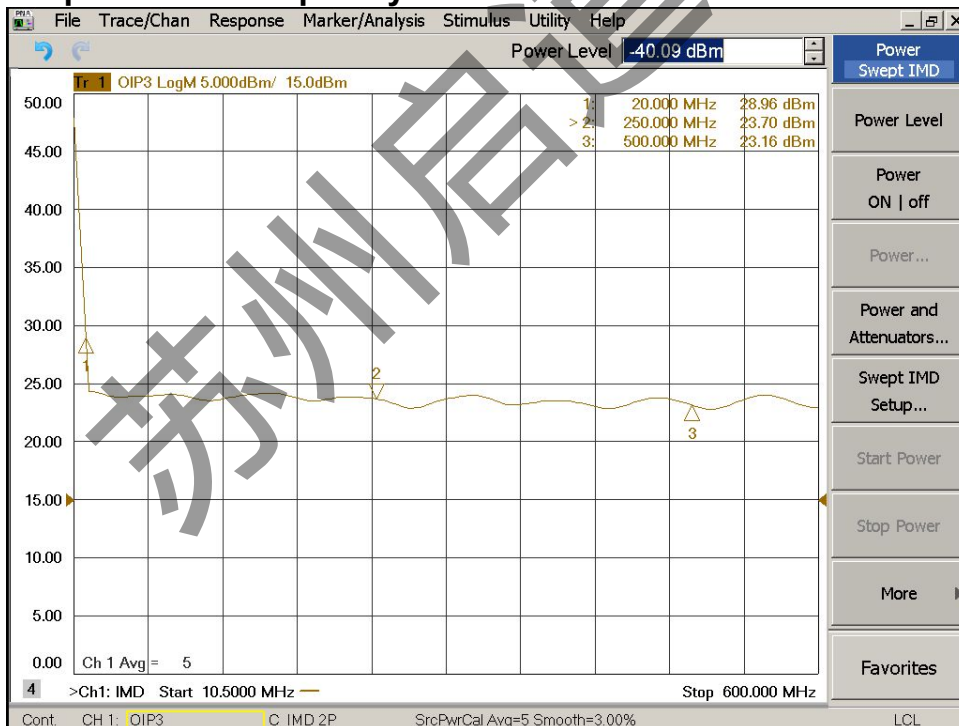 PNA
File Trace/Chan Response Marker/Analysis Stimulus Utility Help
Power Level -40.09 dBm
Tr 1 OIP3 LogM 5.000dBm/ 15.0dBm
1: 20.000 MHz 28.96 dBm
> 2: 250.000 MHz 23.70 dBm
3: 500.000 MHz 23.16 dBm
50.00
45.00
40.00
35.00
30.00
25.00
20.00
15.00
10.00
5.00
0.00
1
2
3
Ch 1 Avg = 5
4 >Ch1: IMD Start 10.5000 MHz Stop 600.000 MHz
Cont. CH 1: OIP3 C IMD 2P SrcPwrCal Avg=5 Smooth=3.00% LCL
Power
Swept IMD
Power Level
Power
ON | off
Power...
Power and
Attenuators...
Swept IMD
Setup...
Start Power
Stop Power
More
Favorites
苏州启道